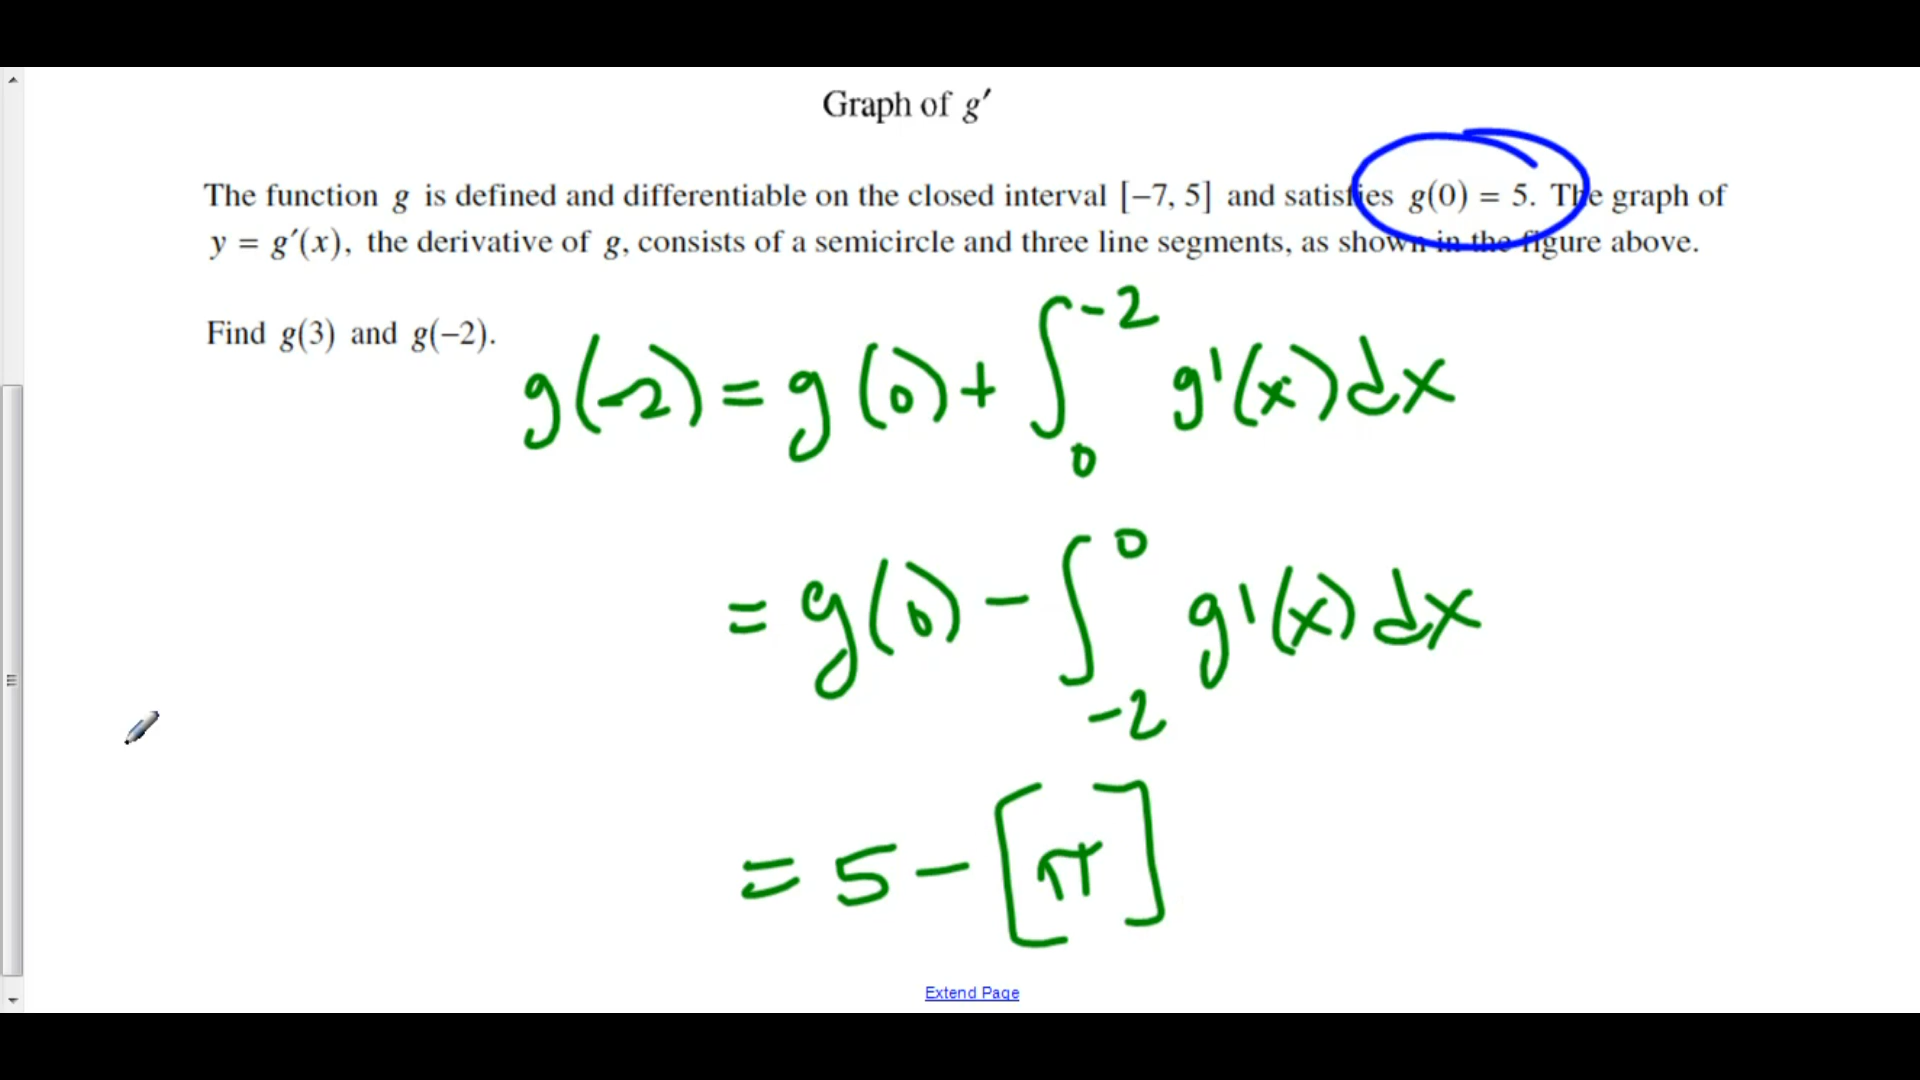 Graph of g′
The function g is defined and differentiable on the closed interval [−7, 5] and satisfies g(0) = 5. The graph of
y = g′(x), the derivative of g, consists of a semicircle and three line segments, as shown in the figure above.
Find g(3) and g(−2).
g(-2) = g(0) + ∫_0^{-2} g'(x)dx
= g(0) - ∫_{-2}^0 g'(x)dx
= 5 - [π]
Extend Page